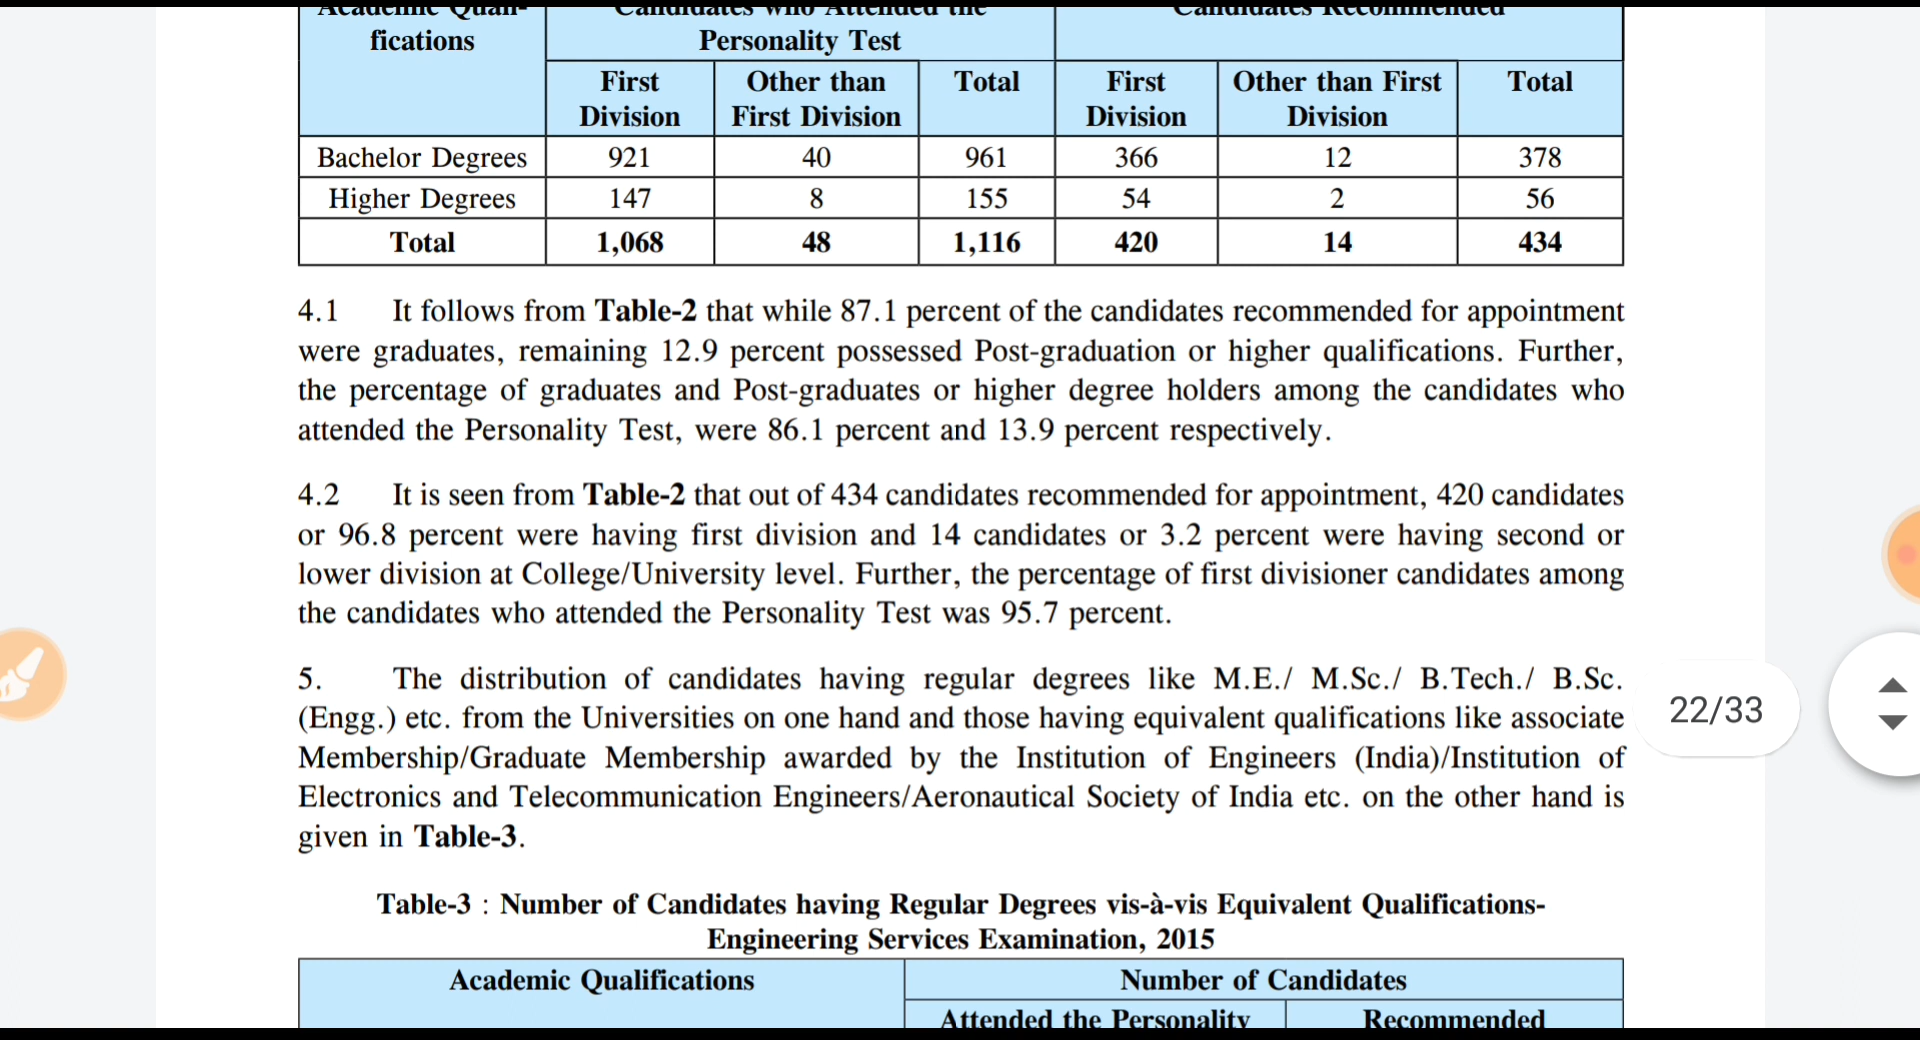 Academic Quali- Candidates Who Attended the Candidates Recommended
fications Personality Test
First Other than Total First Other than First Total
Division First Division Division Division
Bachelor Degrees 921 40 961 366 12 378
Higher Degrees 147 8 155 54 2 56
Total 1,068 48 1,116 420 14 434
4.1 It follows from Table-2 that while 87.1 percent of the candidates recommended for appointment
were graduates, remaining 12.9 percent possessed Post-graduation or higher qualifications. Further,
the percentage of graduates and Post-graduates or higher degree holders among the candidates who
attended the Personality Test, were 86.1 percent and 13.9 percent respectively.
4.2 It is seen from Table-2 that out of 434 candidates recommended for appointment, 420 candidates
or 96.8 percent were having first division and 14 candidates or 3.2 percent were having second or
lower division at College/University level. Further, the percentage of first divisioner candidates among
the candidates who attended the Personality Test was 95.7 percent.
5. The distribution of candidates having regular degrees like M.E./ M.Sc./ B.Tech./ B.Sc.
(Engg.) etc. from the Universities on one hand and those having equivalent qualifications like associate
Membership/Graduate Membership awarded by the Institution of Engineers (India)/Institution of
Electronics and Telecommunication Engineers/Aeronautical Society of India etc. on the other hand is
given in Table-3.
22/33
Table-3 : Number of Candidates having Regular Degrees vis-à-vis Equivalent Qualifications-
Engineering Services Examination, 2015
Academic Qualifications Number of Candidates
Attended the Personality Recommended